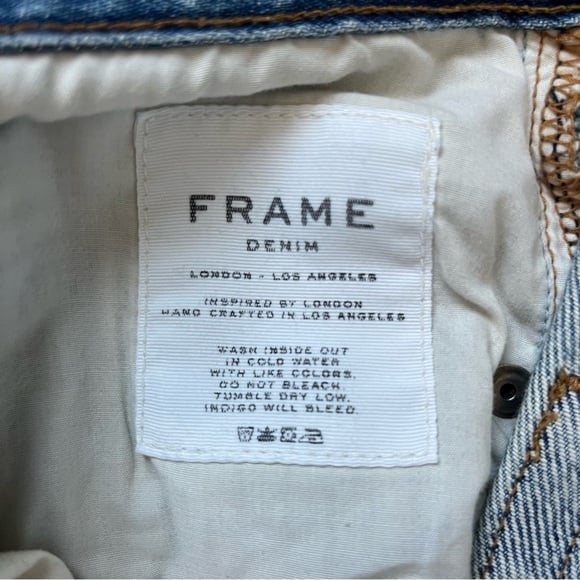 FRAME
DENIM
LONDON - LOS ANGELES
INSPIRED BY LONDON
HAND CRAFTED IN LOS ANGELES
WASH INSIDE OUT
IN COLD WATER
WITH LIKE COLORS.
DO NOT BLEACH.
TUMBLE DRY LOW.
INDIGO WILL BLEED.